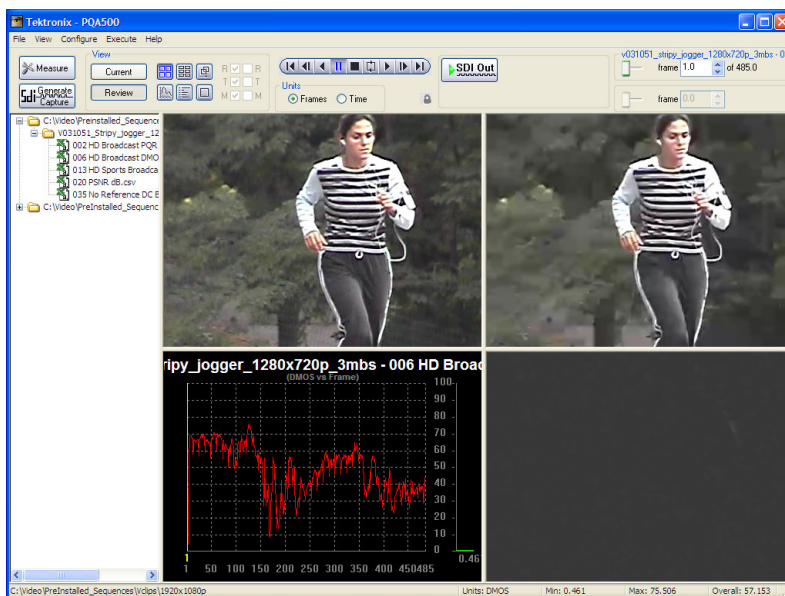 Tektronix - PQA500
File View Configure Execute Help
View
Measure
Current
Generate
Capture
Review
R R
T T
M M
Units
Frames Time
SDI Out
v031051_stripy_jogger_1280x720p_3mbs - 0
frame 1.0 of 485.0
frame 0.0
C:\Video\Preinstalled_Sequence
V031051_Stripy_jogger_12
002 HD Broadcast PQR
006 HD Broadcast DMO
013 HD Sports Broadca
020 PSNR dB.csv
035 No Reference DC B
C:\Video\PreInstalled_Sequenc
ripy_jogger_1280x720p_3mbs - 006 HD Broad
(DMOS vs Frame)
100
90
80
70
60
50
40
30
20
10
0
1
1 50 100 150 200 250 300 350 400 450485
0.46
C:\Video\PreInstalled_Sequences\Vclips\1920x1080p
Units: DMOS
Min: 0.461
Max: 75.506
Overall: 57.153